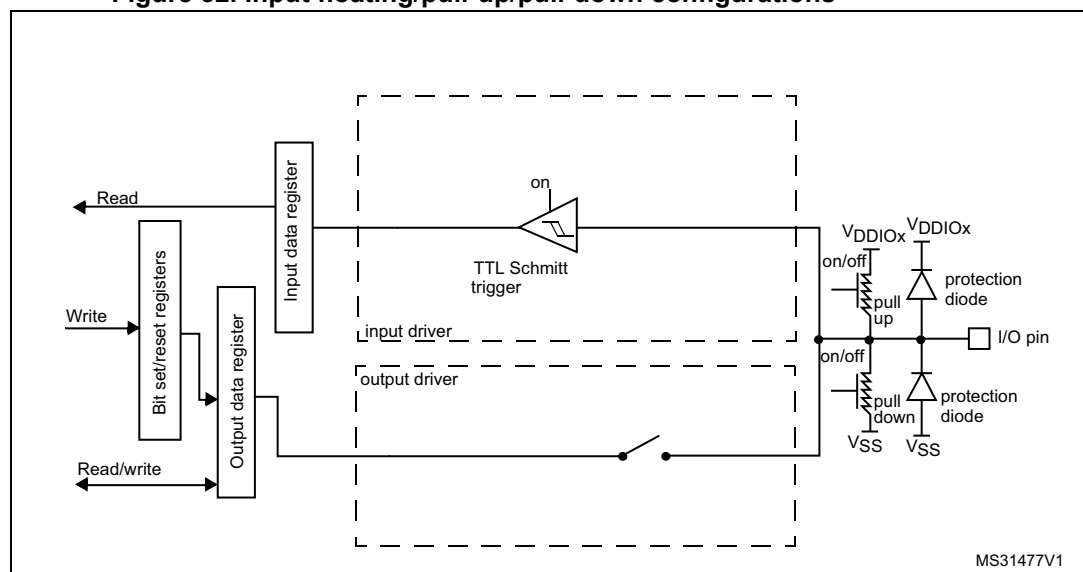 Figure 32. Input floating/pull up/pull down configurations
Read
Bit set/reset registers
Write
Read/write
Input data register
Output data register
on
TTL Schmitt
trigger
input driver
output driver
VDDIOx
VDDIOx
on/off
pull
up
protection
diode
I/O pin
on/off
pull
down
protection
diode
VSS
VSS
MS31477V1